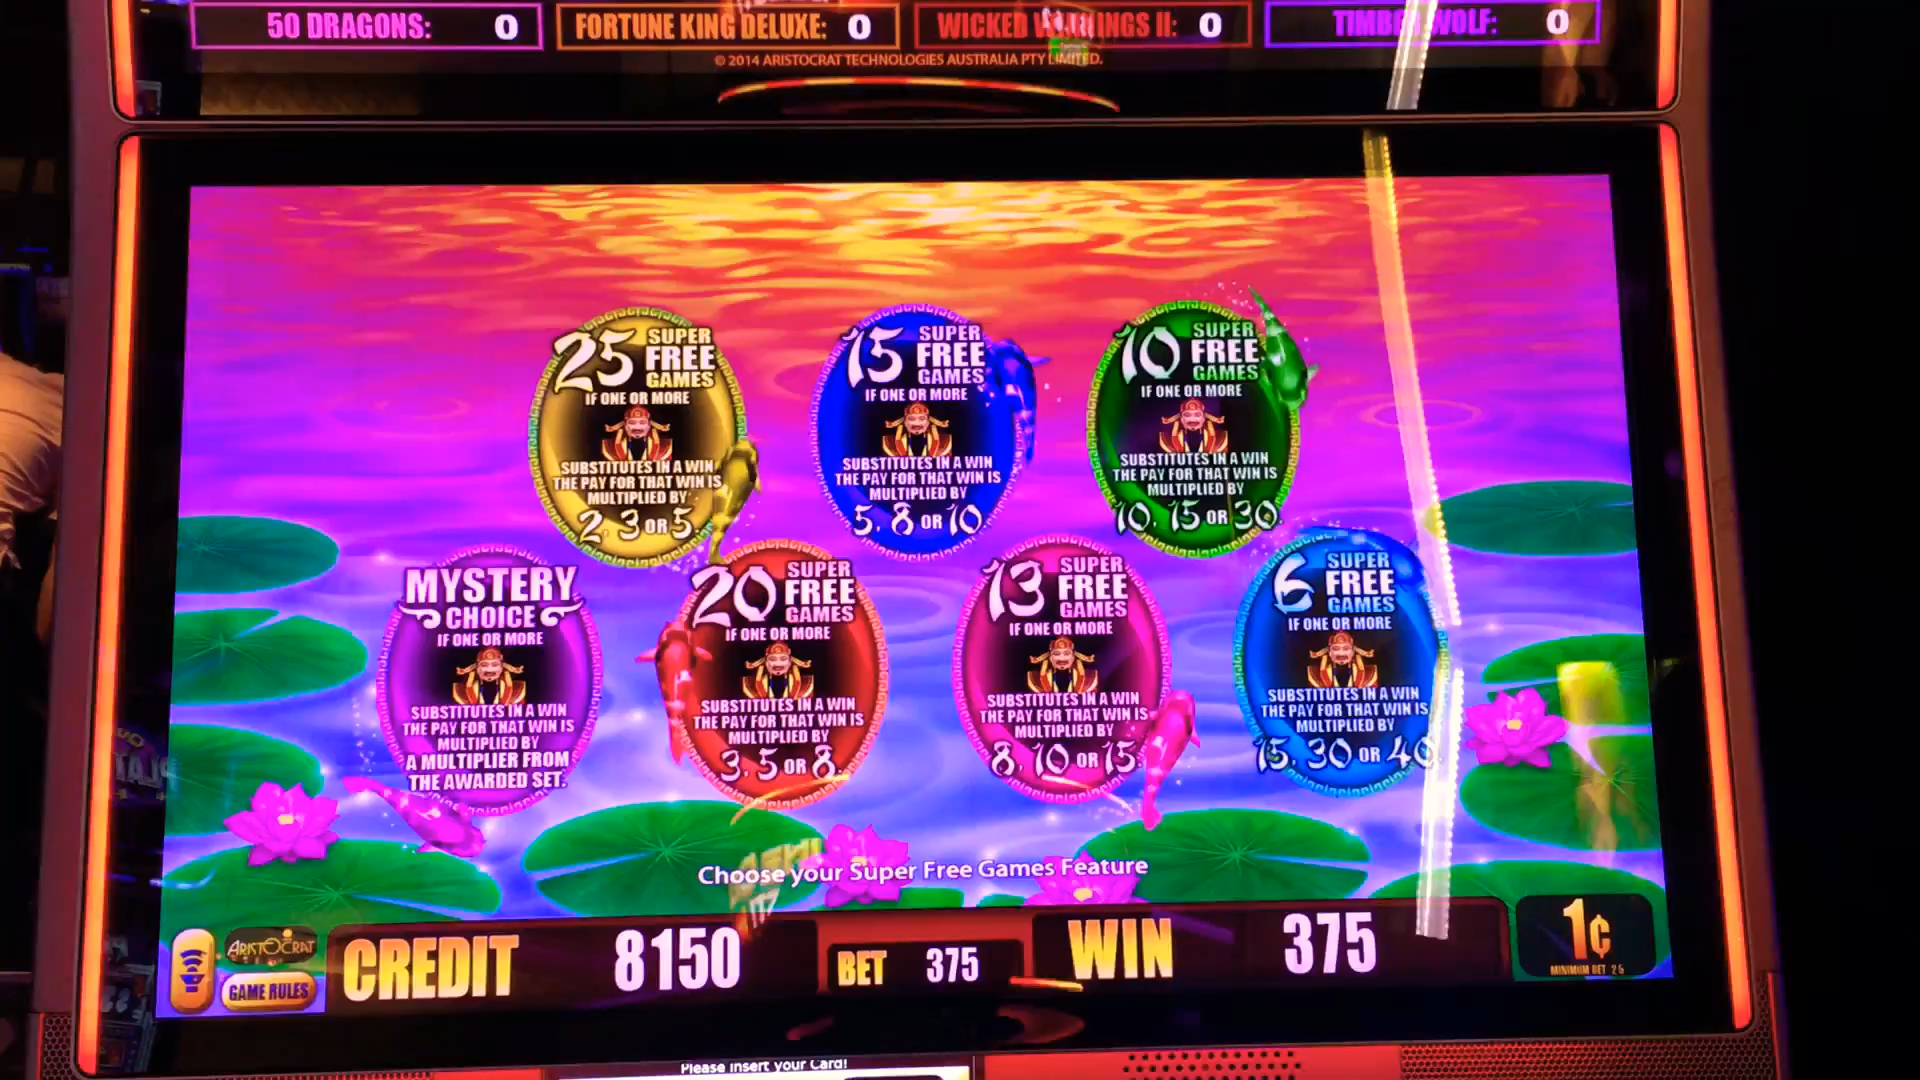 50 DRAGONS: 0
FORTUNE KING DELUXE: 0
WICKED WINNINGS II: 0
TIMBER WOLF: 0
© 2014 ARISTOCRAT TECHNOLOGIES AUSTRALIA PTY LIMITED.
25 SUPER
FREE
GAMES
IF ONE OR MORE
SUBSTITUTES IN A WIN
THE PAY FOR THAT WIN IS
MULTIPLIED BY
2, 3 OR 5.
15 SUPER
FREE
GAMES
IF ONE OR MORE
SUBSTITUTES IN A WIN
THE PAY FOR THAT WIN IS
MULTIPLIED BY
5, 8 OR 10
10 SUPER
FREE
GAMES
IF ONE OR MORE
SUBSTITUTES IN A WIN
THE PAY FOR THAT WIN IS
MULTIPLIED BY
10, 15 OR 30.
MYSTERY
CHOICE
IF ONE OR MORE
SUBSTITUTES IN A WIN
THE PAY FOR THAT WIN IS
MULTIPLIED BY
A MULTIPLIER FROM
THE AWARDED SET.
20 SUPER
FREE
GAMES
IF ONE OR MORE
SUBSTITUTES IN A WIN
THE PAY FOR THAT WIN IS
MULTIPLIED BY
3, 5 OR 8.
13 SUPER
FREE
GAMES
IF ONE OR MORE
SUBSTITUTES IN A WIN
THE PAY FOR THAT WIN IS
MULTIPLIED BY
8, 10 OR 15.
6 SUPER
FREE
GAMES
IF ONE OR MORE
SUBSTITUTES IN A WIN
THE PAY FOR THAT WIN IS
MULTIPLIED BY
15, 30 OR 40.
Choose your Super Free Games Feature
ARISTOCRAT
GAME RULES
CREDIT 8150
BET 375
WIN 375
1¢
MINIMUM BET 25
Please insert your Card!